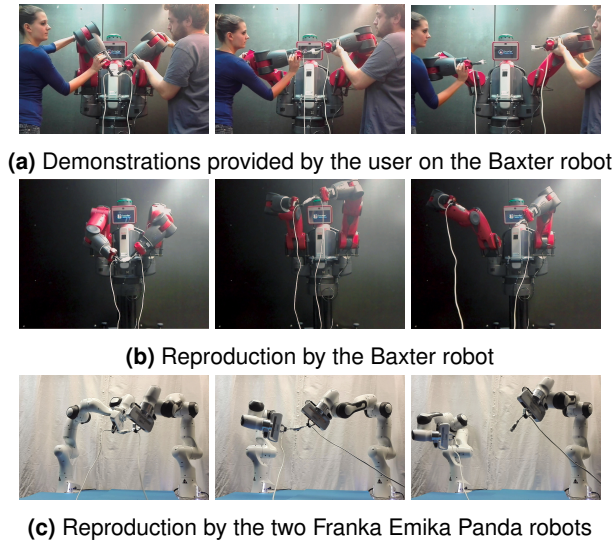 (a) Demonstrations provided by the user on the Baxter robot
(b) Reproduction by the Baxter robot
(c) Reproduction by the two Franka Emika Panda robots